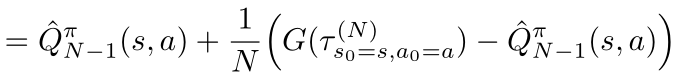 $= \hat{Q}^{\pi}_{N-1}(s, a) + \frac{1}{N} \Big( G(\tau^{(N)}_{s_0=s, a_0=a}) - \hat{Q}^{\pi}_{N-1}(s, a) \Big)$